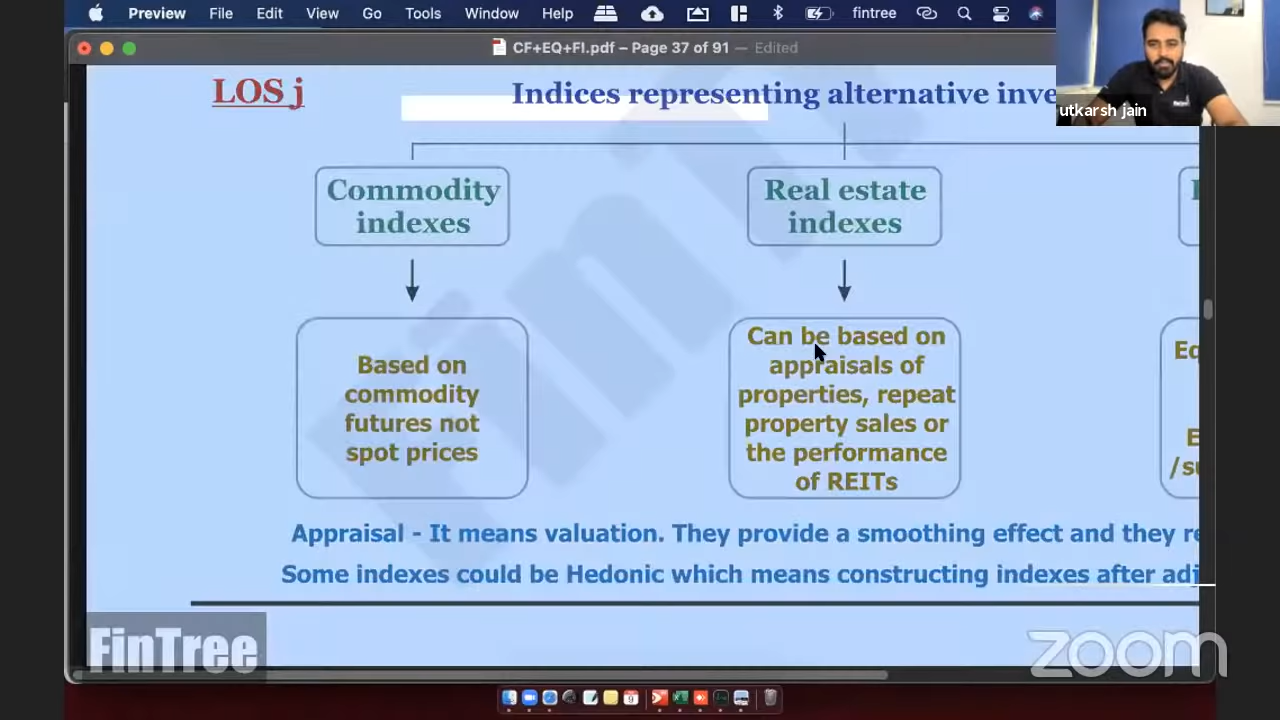 Preview File Edit View Go Tools Window Help fintree
CF+EQ+FI.pdf – Page 37 of 91 — Edited
utkarsh jain
LOS j
Indices representing alternative inve
Commodity
indexes
Real estate
indexes
Based on
commodity
futures not
spot prices
Can be based on
appraisals of
properties, repeat
property sales or
the performance
of REITs
Appraisal - It means valuation. They provide a smoothing effect and they re
Some indexes could be Hedonic which means constructing indexes after adj
FinTree
zoom